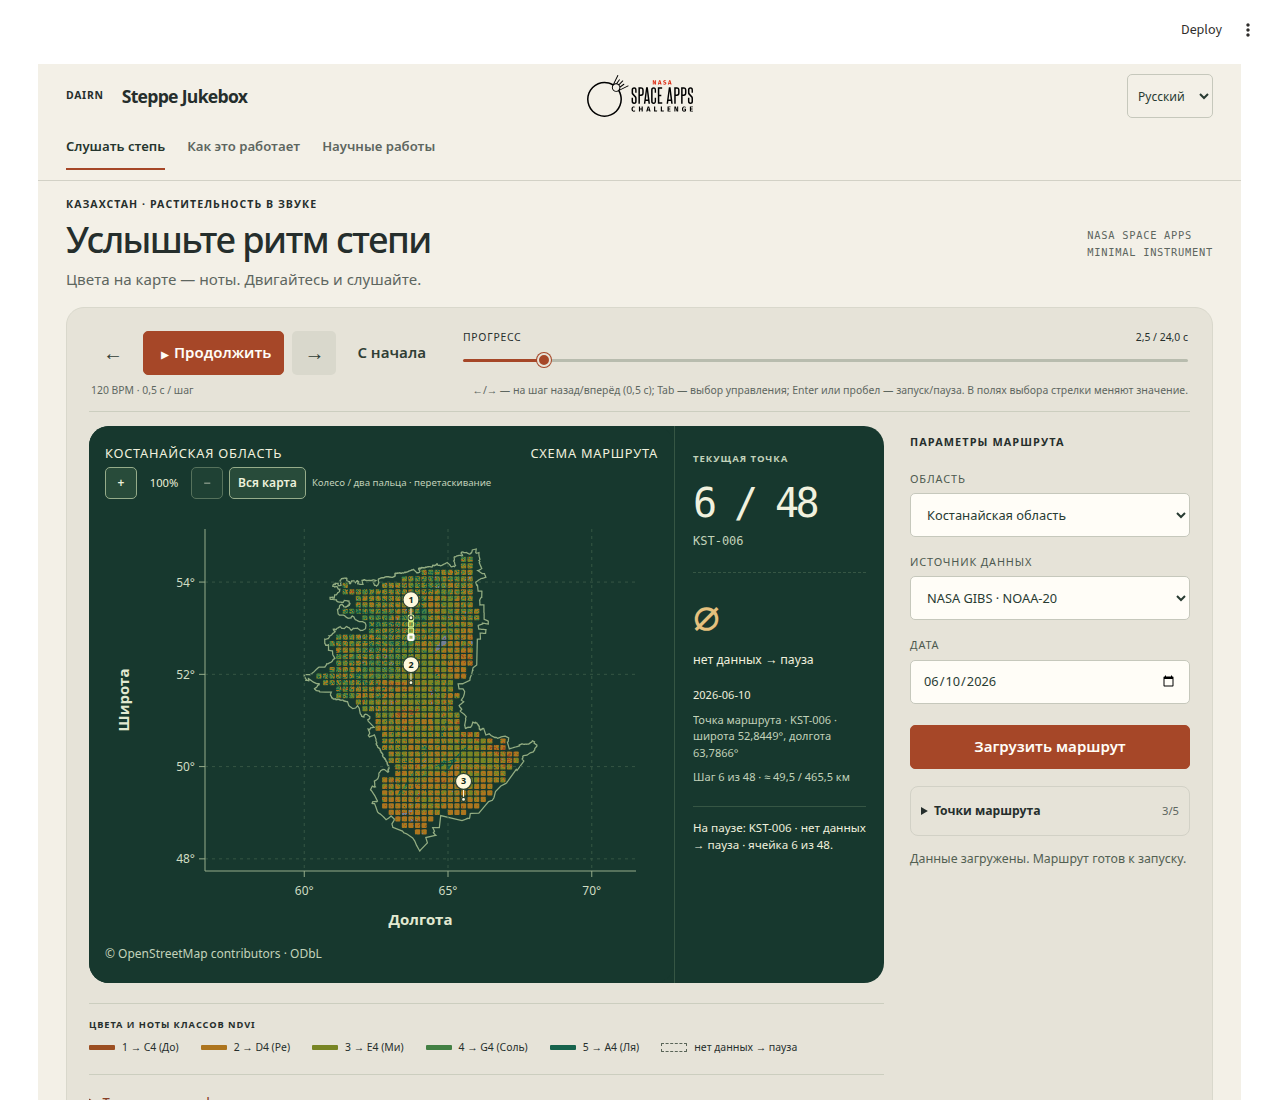 Deploy
DAIRN Steppe Jukebox
NASA
SPACE APPS
CHALLENGE
Русский
Слушать степь Как это работает Научные работы
КАЗАХСТАН · РАСТИТЕЛЬНОСТЬ В ЗВУКЕ
Услышьте ритм степи
NASA SPACE APPS
MINIMAL INSTRUMENT
Цвета на карте — ноты. Двигайтесь и слушайте.
← ▶ Продолжить → С начала
ПРОГРЕСС 2,5 / 24,0 с
120 BPM · 0,5 с / шаг
←/→ — на шаг назад/вперёд (0,5 с); Tab — выбор управления; Enter или пробел — запуск/пауза. В полях выбора стрелки меняют значение.
КОСТАНАЙСКАЯ ОБЛАСТЬ СХЕМА МАРШРУТА
+ 100% − Вся карта Колесо / два пальца · перетаскивание
54°
52°
50°
48°
Широта
1
2
3
60° 65° 70°
Долгота
© OpenStreetMap contributors · ODbL
ТЕКУЩАЯ ТОЧКА
6 / 48
KST-006
∅
нет данных → пауза
2026-06-10
Точка маршрута · KST-006 ·
широта 52,8449°, долгота
63,7866°
Шаг 6 из 48 · ≈ 49,5 / 465,5 км
На паузе: KST-006 · нет данных
→ пауза · ячейка 6 из 48.
ПАРАМЕТРЫ МАРШРУТА
ОБЛАСТЬ
Костанайская область
ИСТОЧНИК ДАННЫХ
NASA GIBS · NOAA-20
ДАТА
06/10/2026
Загрузить маршрут
▶ Точки маршрута 3/5
Данные загружены. Маршрут готов к запуску.
ЦВЕТА И НОТЫ КЛАССОВ NDVI
1 → C4 (До) 2 → D4 (Ре) 3 → E4 (Ми) 4 → G4 (Соль) 5 → A4 (Ля) нет данных → пауза